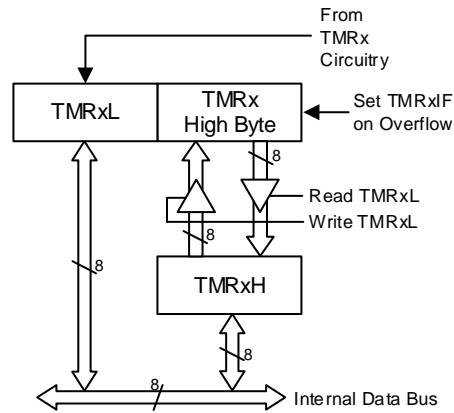 From
TMRx
Circuitry
TMRxL
TMRx
High Byte
Set TMRxIF
on Overflow
8
Read TMRxL
Write TMRxL
8
8
TMRxH
8
8
Internal Data Bus